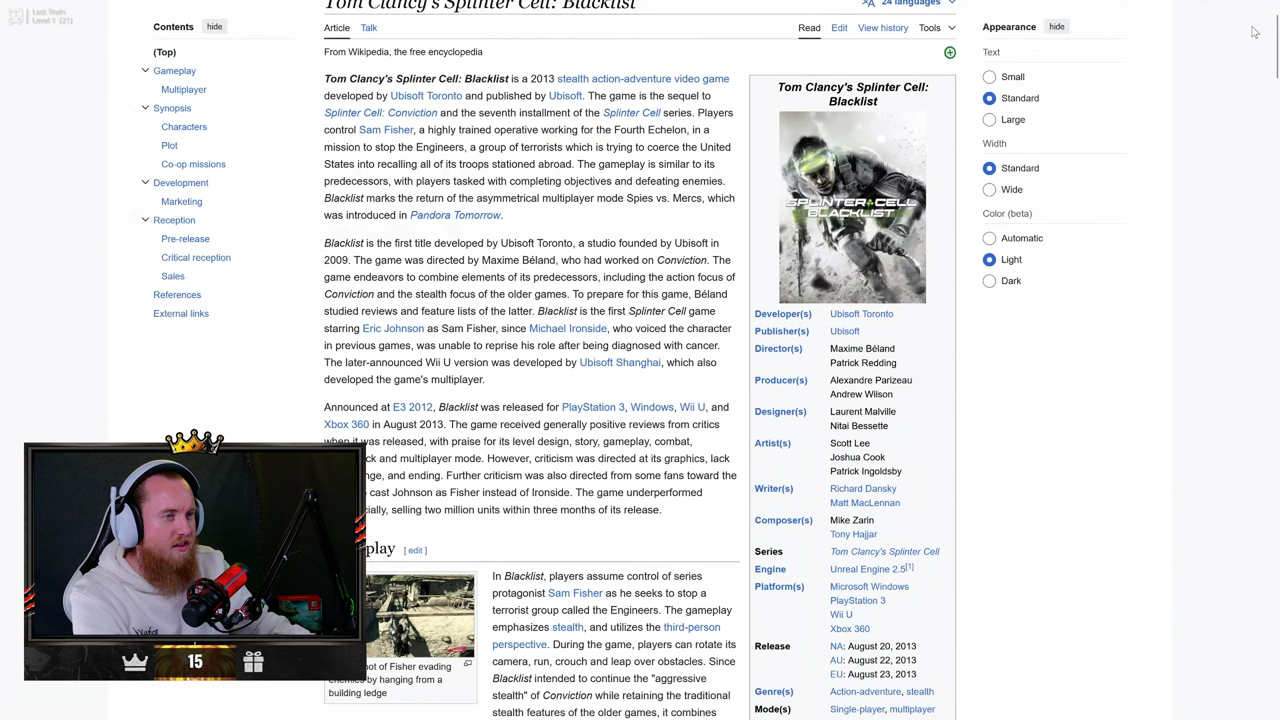 Lost Train
Level 1 (21)
Tom Clancy's Splinter Cell: Blacklist
24 languages
Contents hide
Article Talk
Read Edit View history Tools
Appearance hide
From Wikipedia, the free encyclopedia
(Top)
Gameplay
Multiplayer
Synopsis
Characters
Plot
Co-op missions
Development
Marketing
Reception
Pre-release
Critical reception
Sales
References
External links
Tom Clancy's Splinter Cell: Blacklist is a 2013 stealth action-adventure video game
developed by Ubisoft Toronto and published by Ubisoft. The game is the sequel to
Splinter Cell: Conviction and the seventh installment of the Splinter Cell series. Players
control Sam Fisher, a highly trained operative working for the Fourth Echelon, in a
mission to stop the Engineers, a group of terrorists which is trying to coerce the United
States into recalling all of its troops stationed abroad. The gameplay is similar to its
predecessors, with players tasked with completing objectives and defeating enemies.
Blacklist marks the return of the asymmetrical multiplayer mode Spies vs. Mercs, which
was introduced in Pandora Tomorrow.
Blacklist is the first title developed by Ubisoft Toronto, a studio founded by Ubisoft in
2009. The game was directed by Maxime Béland, who had worked on Conviction. The
game endeavors to combine elements of its predecessors, including the action focus of
Conviction and the stealth focus of the older games. To prepare for this game, Béland
studied reviews and feature lists of the latter. Blacklist is the first Splinter Cell game
starring Eric Johnson as Sam Fisher, since Michael Ironside, who voiced the character
in previous games, was unable to reprise his role after being diagnosed with cancer.
The later-announced Wii U version was developed by Ubisoft Shanghai, which also
developed the game's multiplayer.
Announced at E3 2012, Blacklist was released for PlayStation 3, Windows, Wii U, and
Xbox 360 in August 2013. The game received generally positive reviews from critics
when it was released, with praise for its level design, story, gameplay, combat,
ck and multiplayer mode. However, criticism was directed at its graphics, lack
nge, and ending. Further criticism was also directed from some fans toward the
cast Johnson as Fisher instead of Ironside. The game underperformed
cially, selling two million units within three months of its release.
play [ edit ]
In Blacklist, players assume control of series
protagonist Sam Fisher as he seeks to stop a
terrorist group called the Engineers. The gameplay
emphasizes stealth, and utilizes the third-person
perspective. During the game, players can rotate its
camera, run, crouch and leap over obstacles. Since
Blacklist intended to continue the "aggressive
stealth" of Conviction while retaining the traditional
stealth features of the older games, it combines
not of Fisher evading
enemies by hanging from a
building ledge
15
Tom Clancy's Splinter Cell:
Blacklist
SPLINTER CELL
BLACKLIST
Developer(s) Ubisoft Toronto
Publisher(s) Ubisoft
Director(s) Maxime Béland
Patrick Redding
Producer(s) Alexandre Parizeau
Andrew Wilson
Designer(s) Laurent Malville
Nitai Bessette
Artist(s) Scott Lee
Joshua Cook
Patrick Ingoldsby
Writer(s) Richard Dansky
Matt MacLennan
Composer(s) Mike Zarin
Tony Hajjar
Series Tom Clancy's Splinter Cell
Engine Unreal Engine 2.5[1]
Platform(s) Microsoft Windows
PlayStation 3
Wii U
Xbox 360
Release NA: August 20, 2013
AU: August 22, 2013
EU: August 23, 2013
Genre(s) Action-adventure, stealth
Mode(s) Single-player, multiplayer
Text
Small
Standard
Large
Width
Standard
Wide
Color (beta)
Automatic
Light
Dark